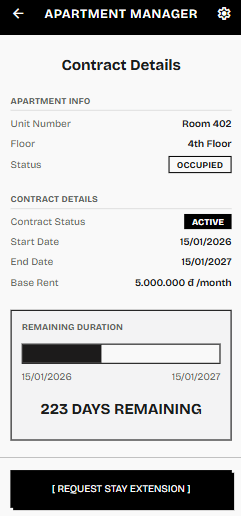 APARTMENT MANAGER
Contract Details
APARTMENT INFO
Unit Number Room 402
Floor 4th Floor
Status OCCUPIED
CONTRACT DETAILS
Contract Status ACTIVE
Start Date 15/01/2026
End Date 15/01/2027
Base Rent 5.000.000 đ /month
REMAINING DURATION
15/01/2026 15/01/2027
223 DAYS REMAINING
[ REQUEST STAY EXTENSION ]